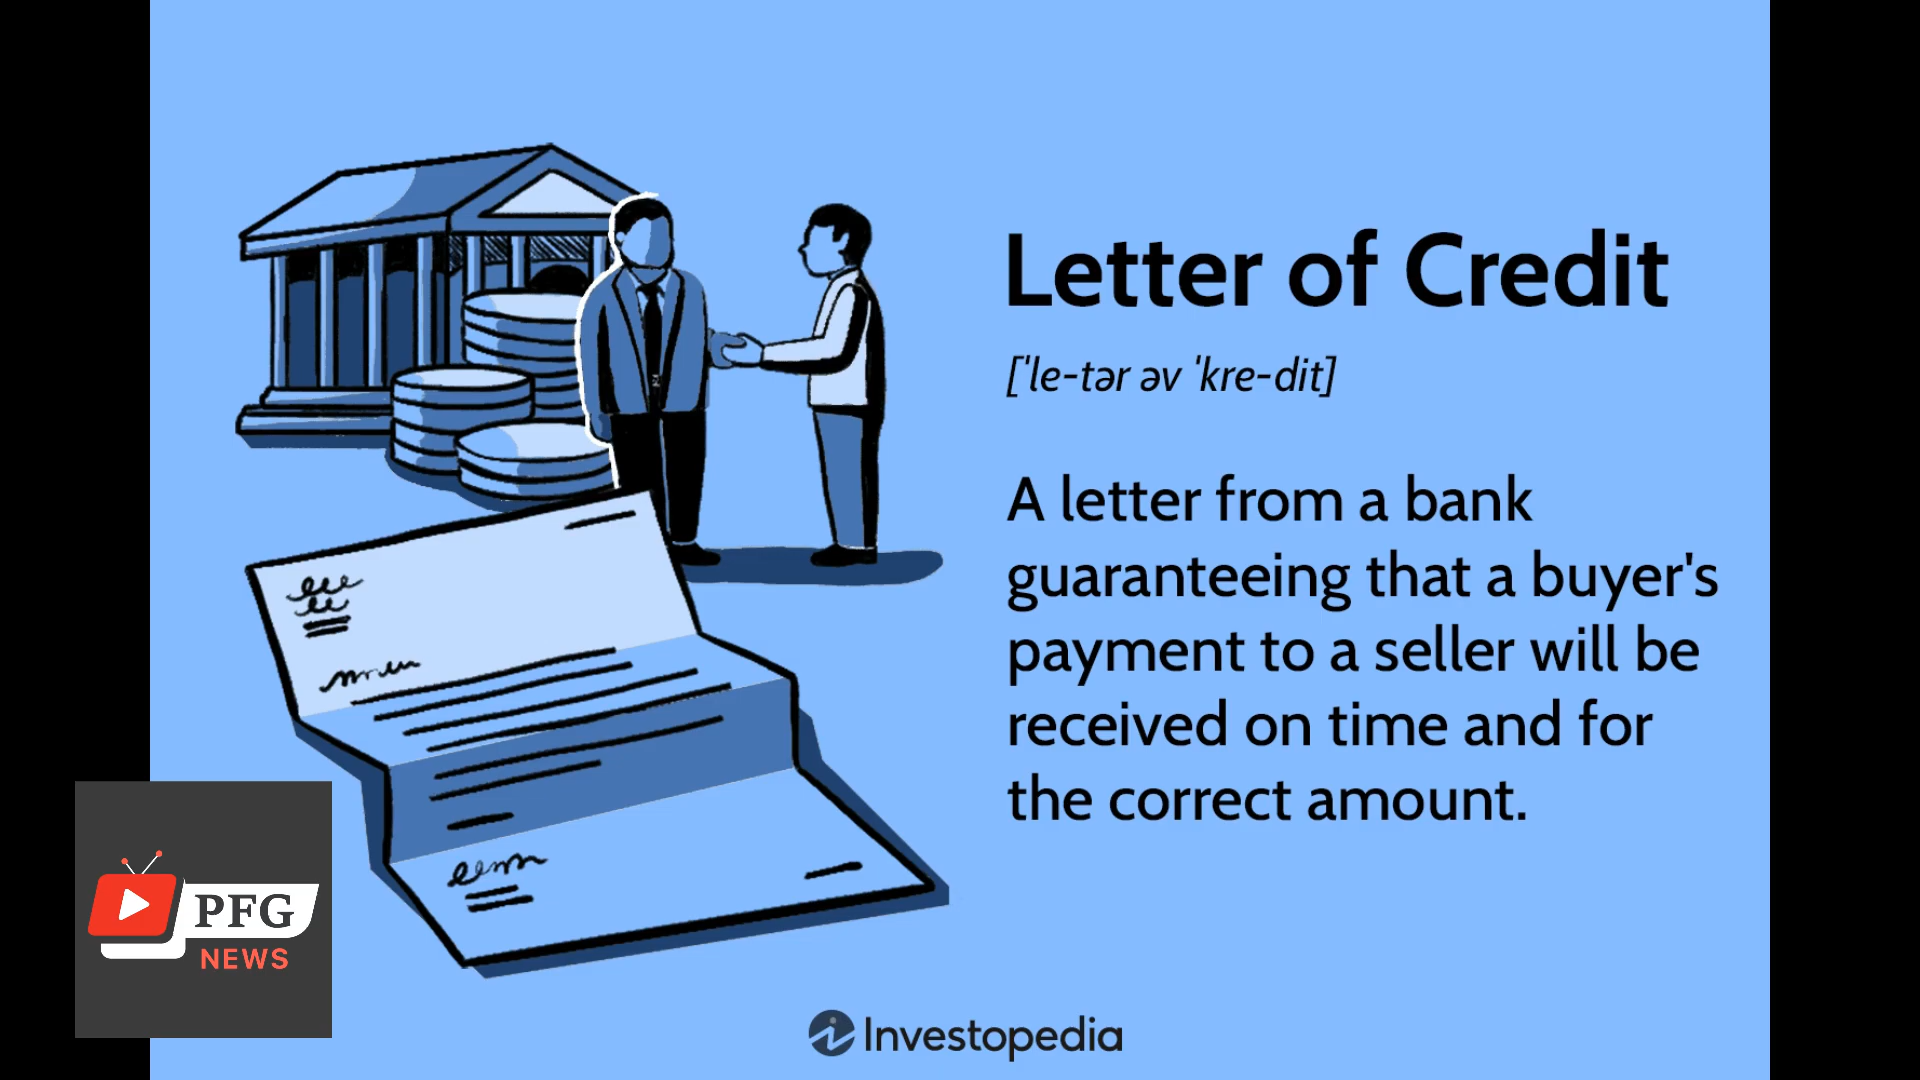 Letter of Credit
['le-tər əv 'kre-dit]
A letter from a bank
guaranteeing that a buyer's
payment to a seller will be
received on time and for
the correct amount.
PFG
NEWS
Investopedia